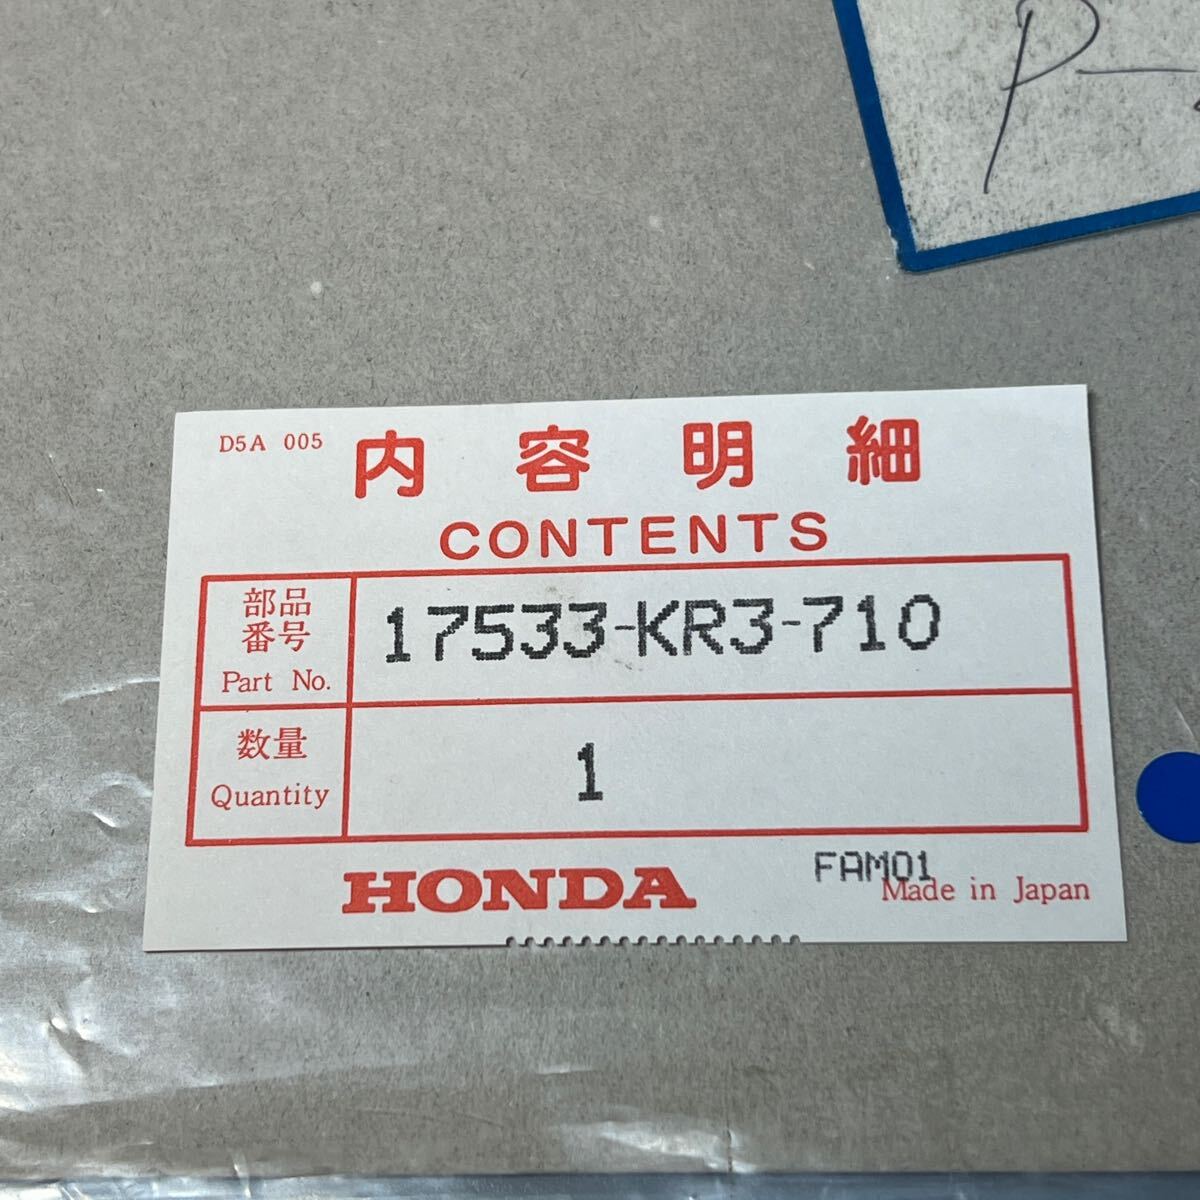 P-
D5A 005
内容明細
CONTENTS
部品
番号
Part No.
17533-KR3-710
数量
Quantity
1
HONDA
FAM01
Made in Japan